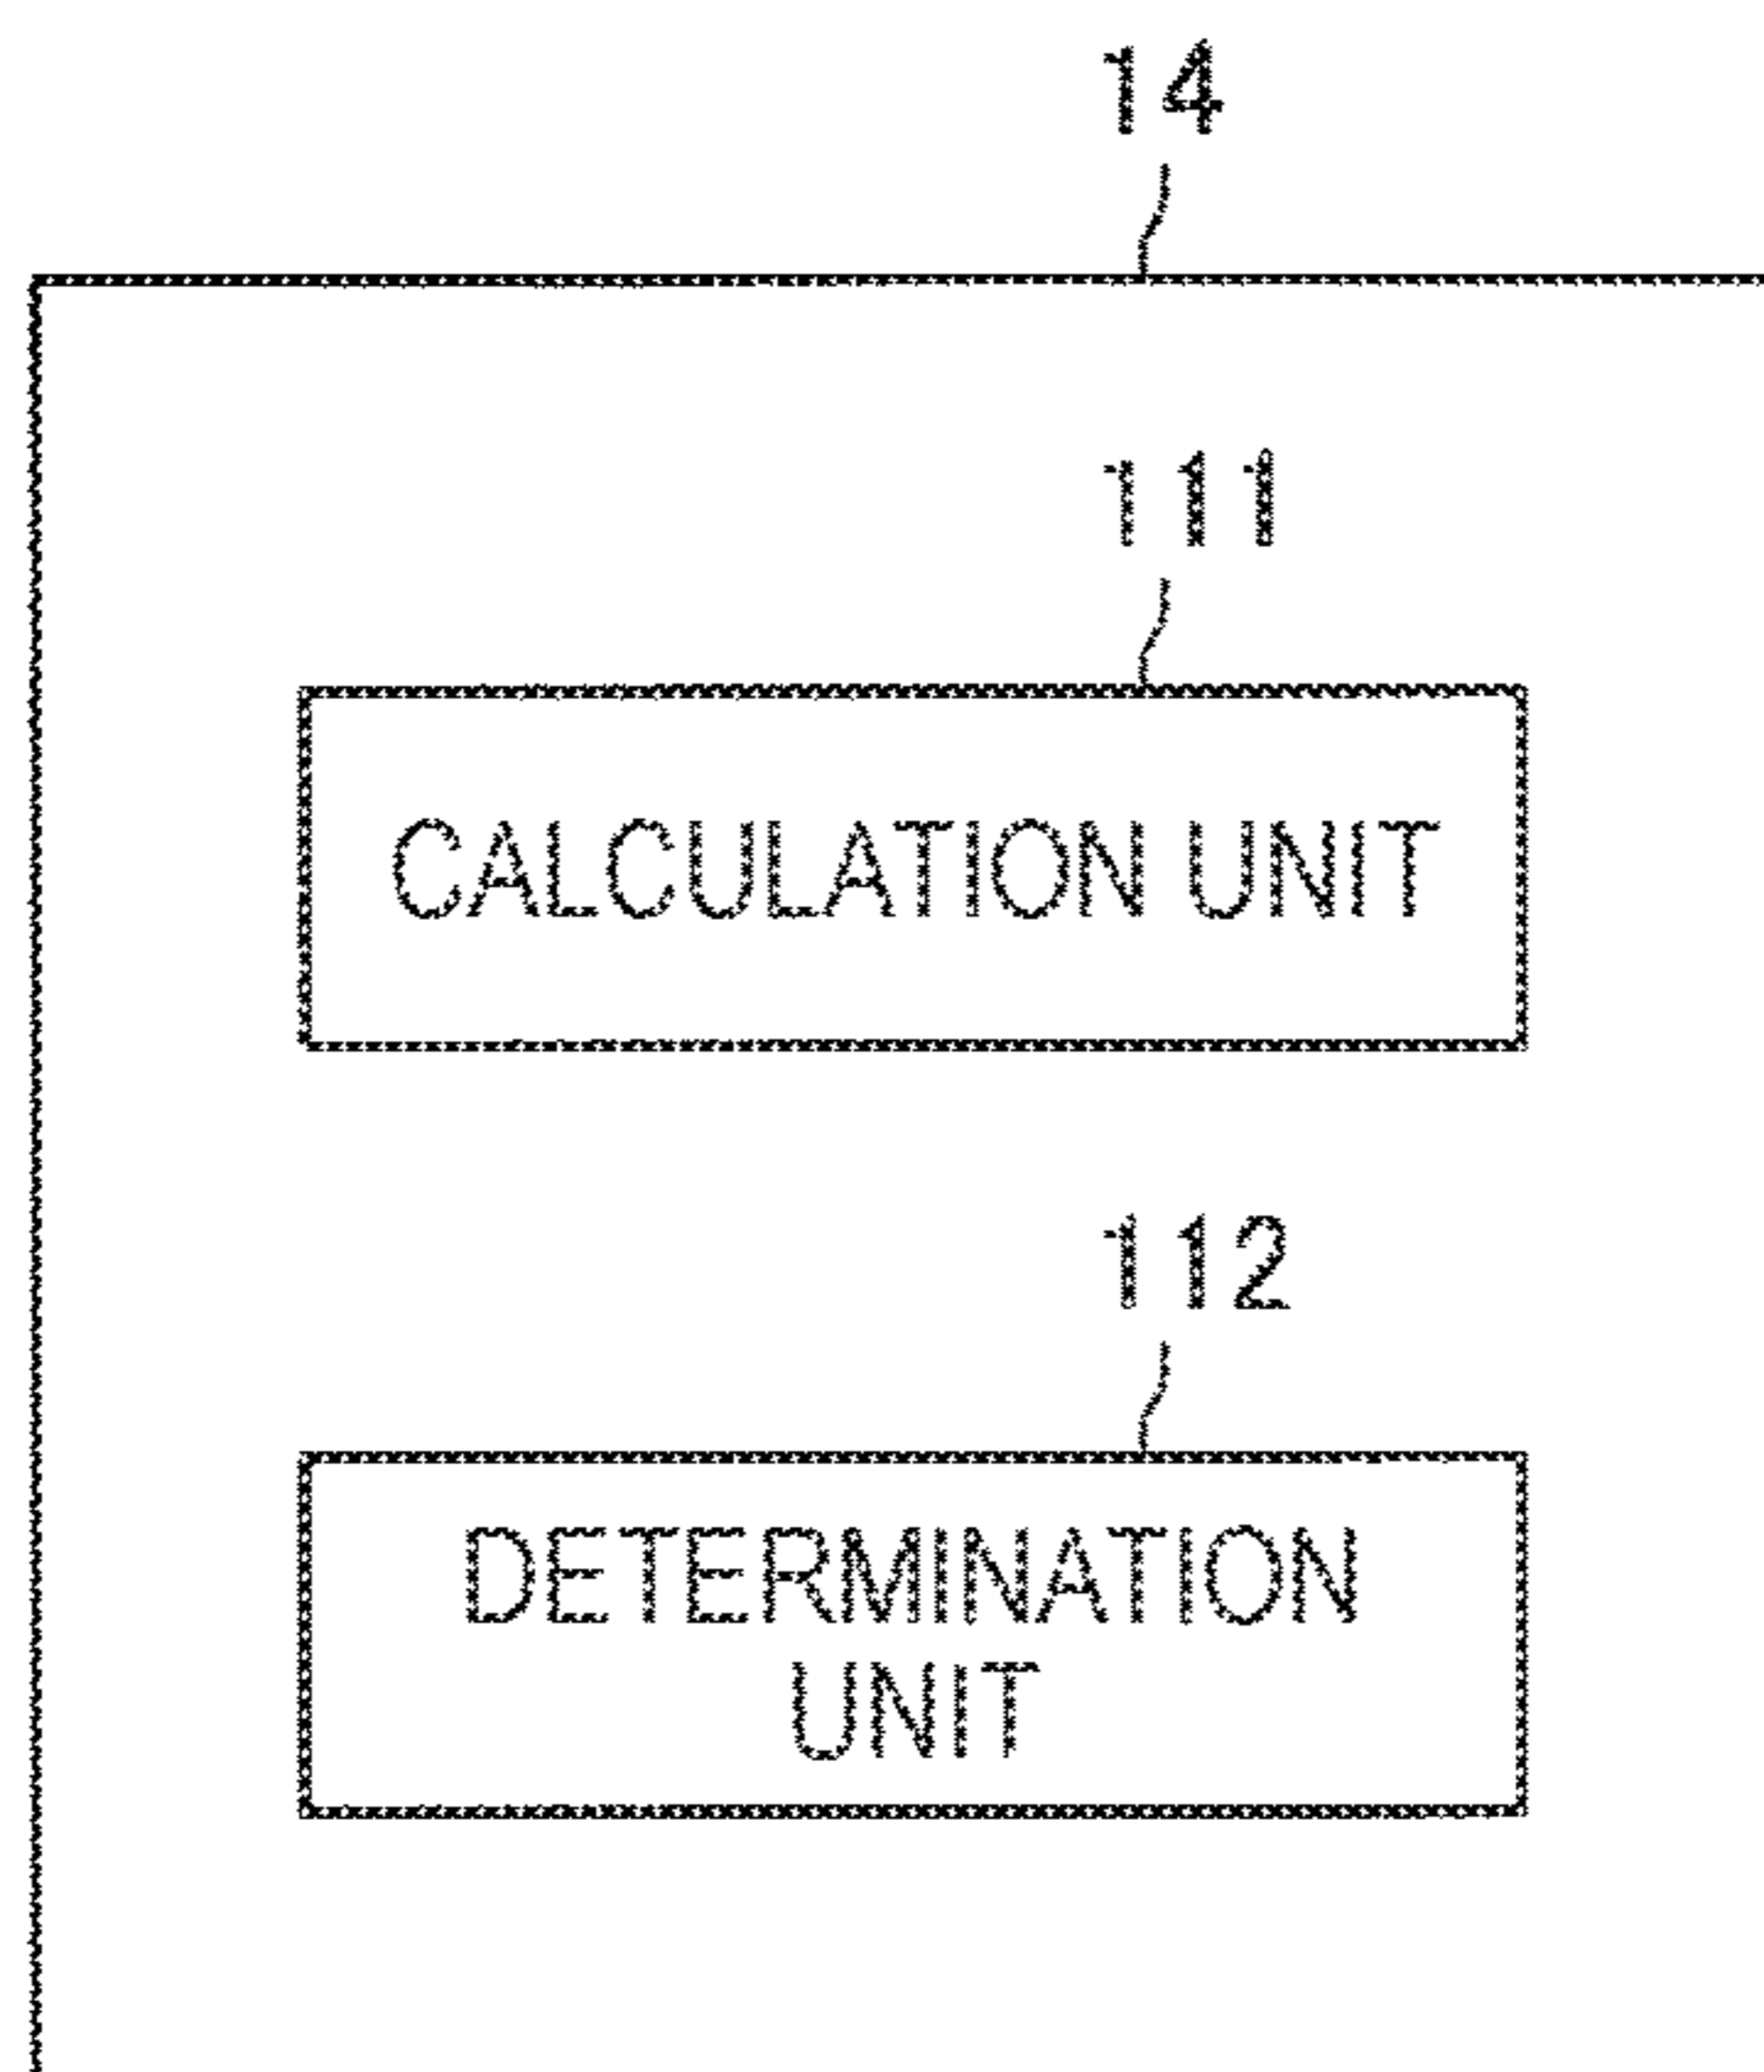 14
111
CALCULATION UNIT
112
DETERMINATION
UNIT